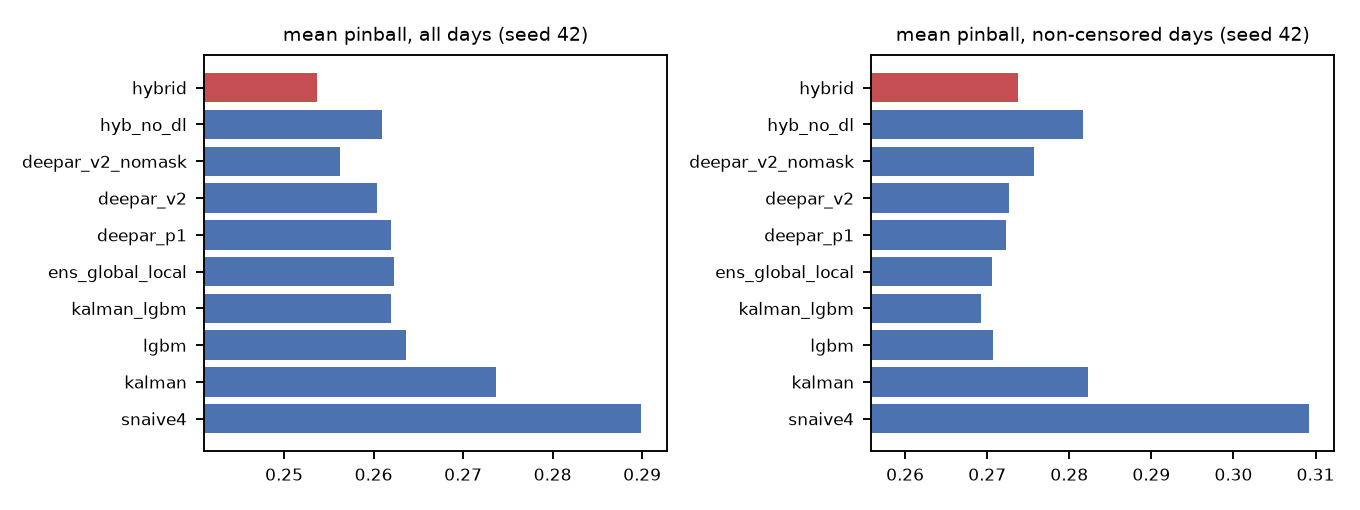 mean pinball, all days (seed 42)
hybrid
hyb_no_dl
deepar_v2_nomask
deepar_v2
deepar_p1
ens_global_local
kalman_lgbm
lgbm
kalman
snaive4
0.25 0.26 0.27 0.28 0.29
mean pinball, non-censored days (seed 42)
hybrid
hyb_no_dl
deepar_v2_nomask
deepar_v2
deepar_p1
ens_global_local
kalman_lgbm
lgbm
kalman
snaive4
0.26 0.27 0.28 0.29 0.30 0.31